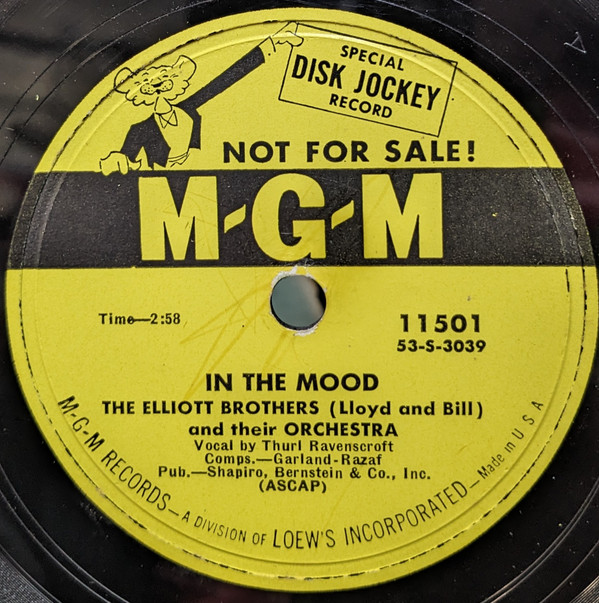 SPECIAL
DISK JOCKEY
RECORD
NOT FOR SALE!
M-G-M
Time—2:58
11501
53-S-3039
IN THE MOOD
THE ELLIOTT BROTHERS (Lloyd and Bill)
and their ORCHESTRA
Vocal by Thurl Ravenscroft
Comps.—Garland-Razaf
Pub.—Shapiro, Bernstein & Co., Inc.
(ASCAP)
M-G-M RECORDS—A DIVISION OF LOEW'S INCORPORATED—Made in U S A